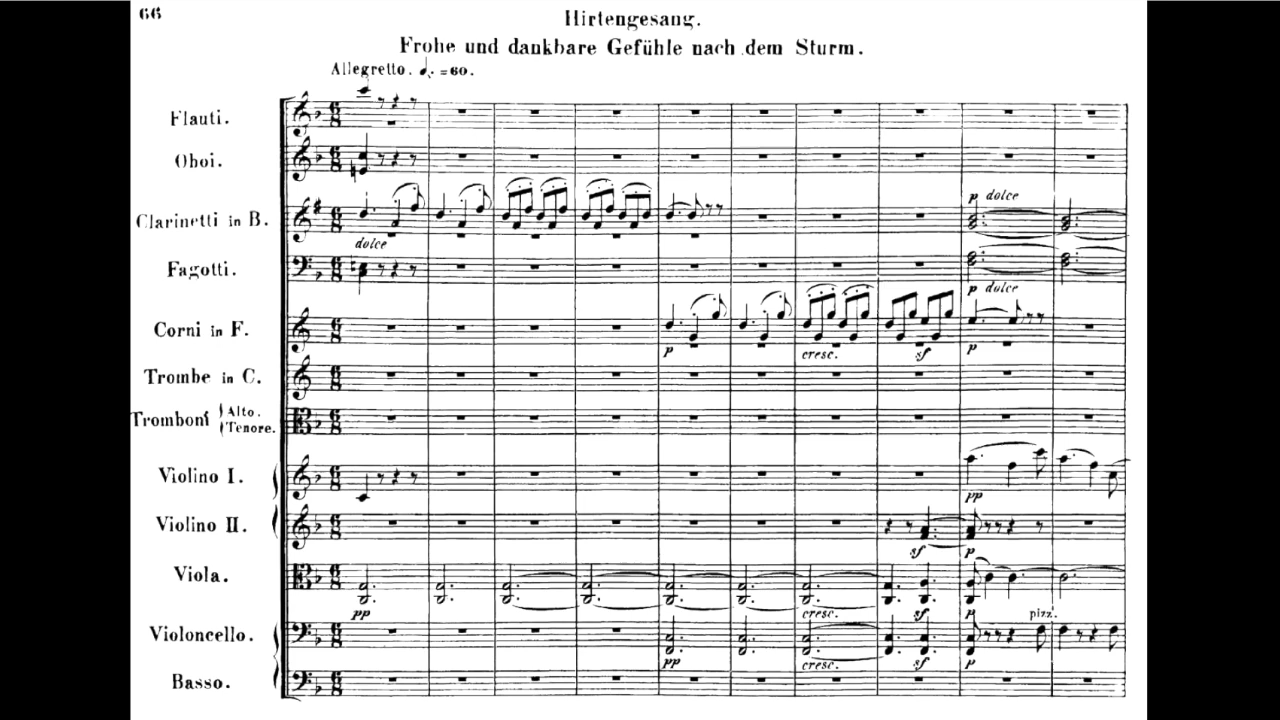 66
Hirtengesang.
Frohe und dankbare Gefühle nach dem Sturm.
Allegretto. ♩. = 60.
Flauti.
Oboi.
p dolce
Clarinetti in B.
dolce
Fagotti.
p dolce
Corni in F.
p cresc. sf p
Trombe in C.
Tromboni Alto. Tenore.
Violino I.
pp
Violino II.
sf p
Viola.
pp cresc. sf p pizz.
Violoncello.
pp cresc. sf p
Basso.